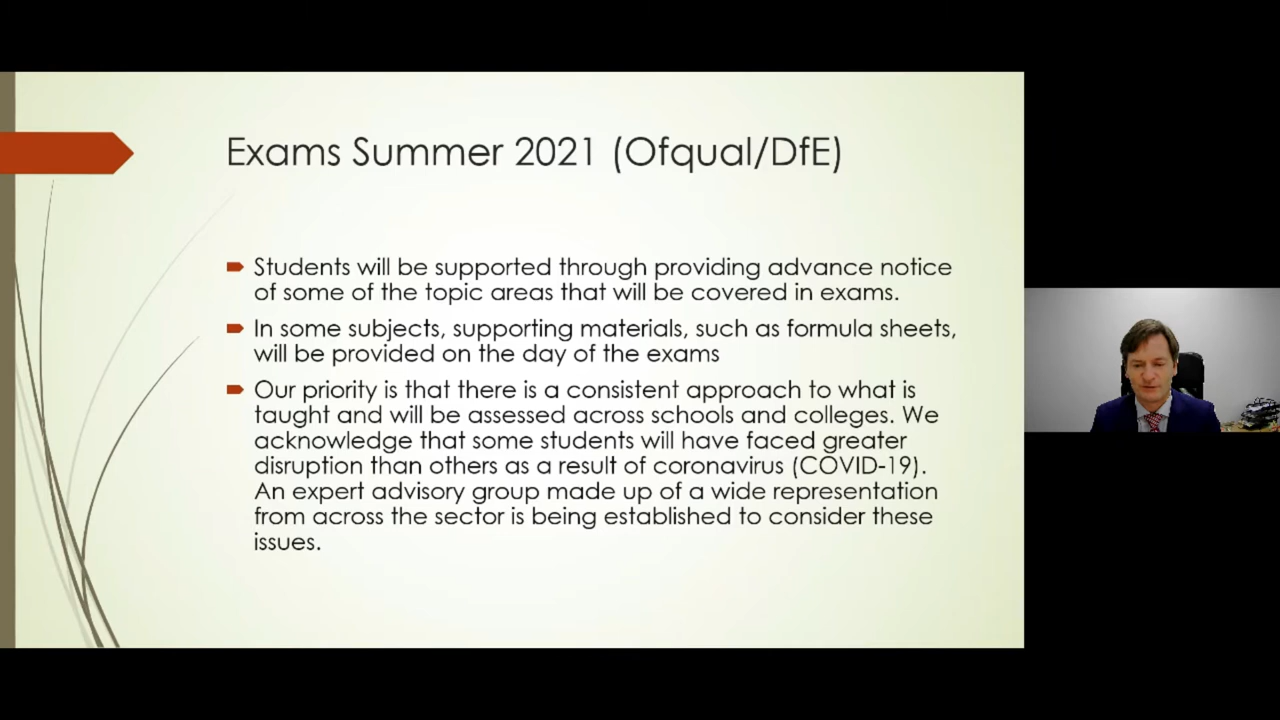 Exams Summer 2021 (Ofqual/DfE)
Students will be supported through providing advance notice
of some of the topic areas that will be covered in exams.
In some subjects, supporting materials, such as formula sheets,
will be provided on the day of the exams
Our priority is that there is a consistent approach to what is
taught and will be assessed across schools and colleges. We
acknowledge that some students will have faced greater
disruption than others as a result of coronavirus (COVID-19).
An expert advisory group made up of a wide representation
from across the sector is being established to consider these
issues.